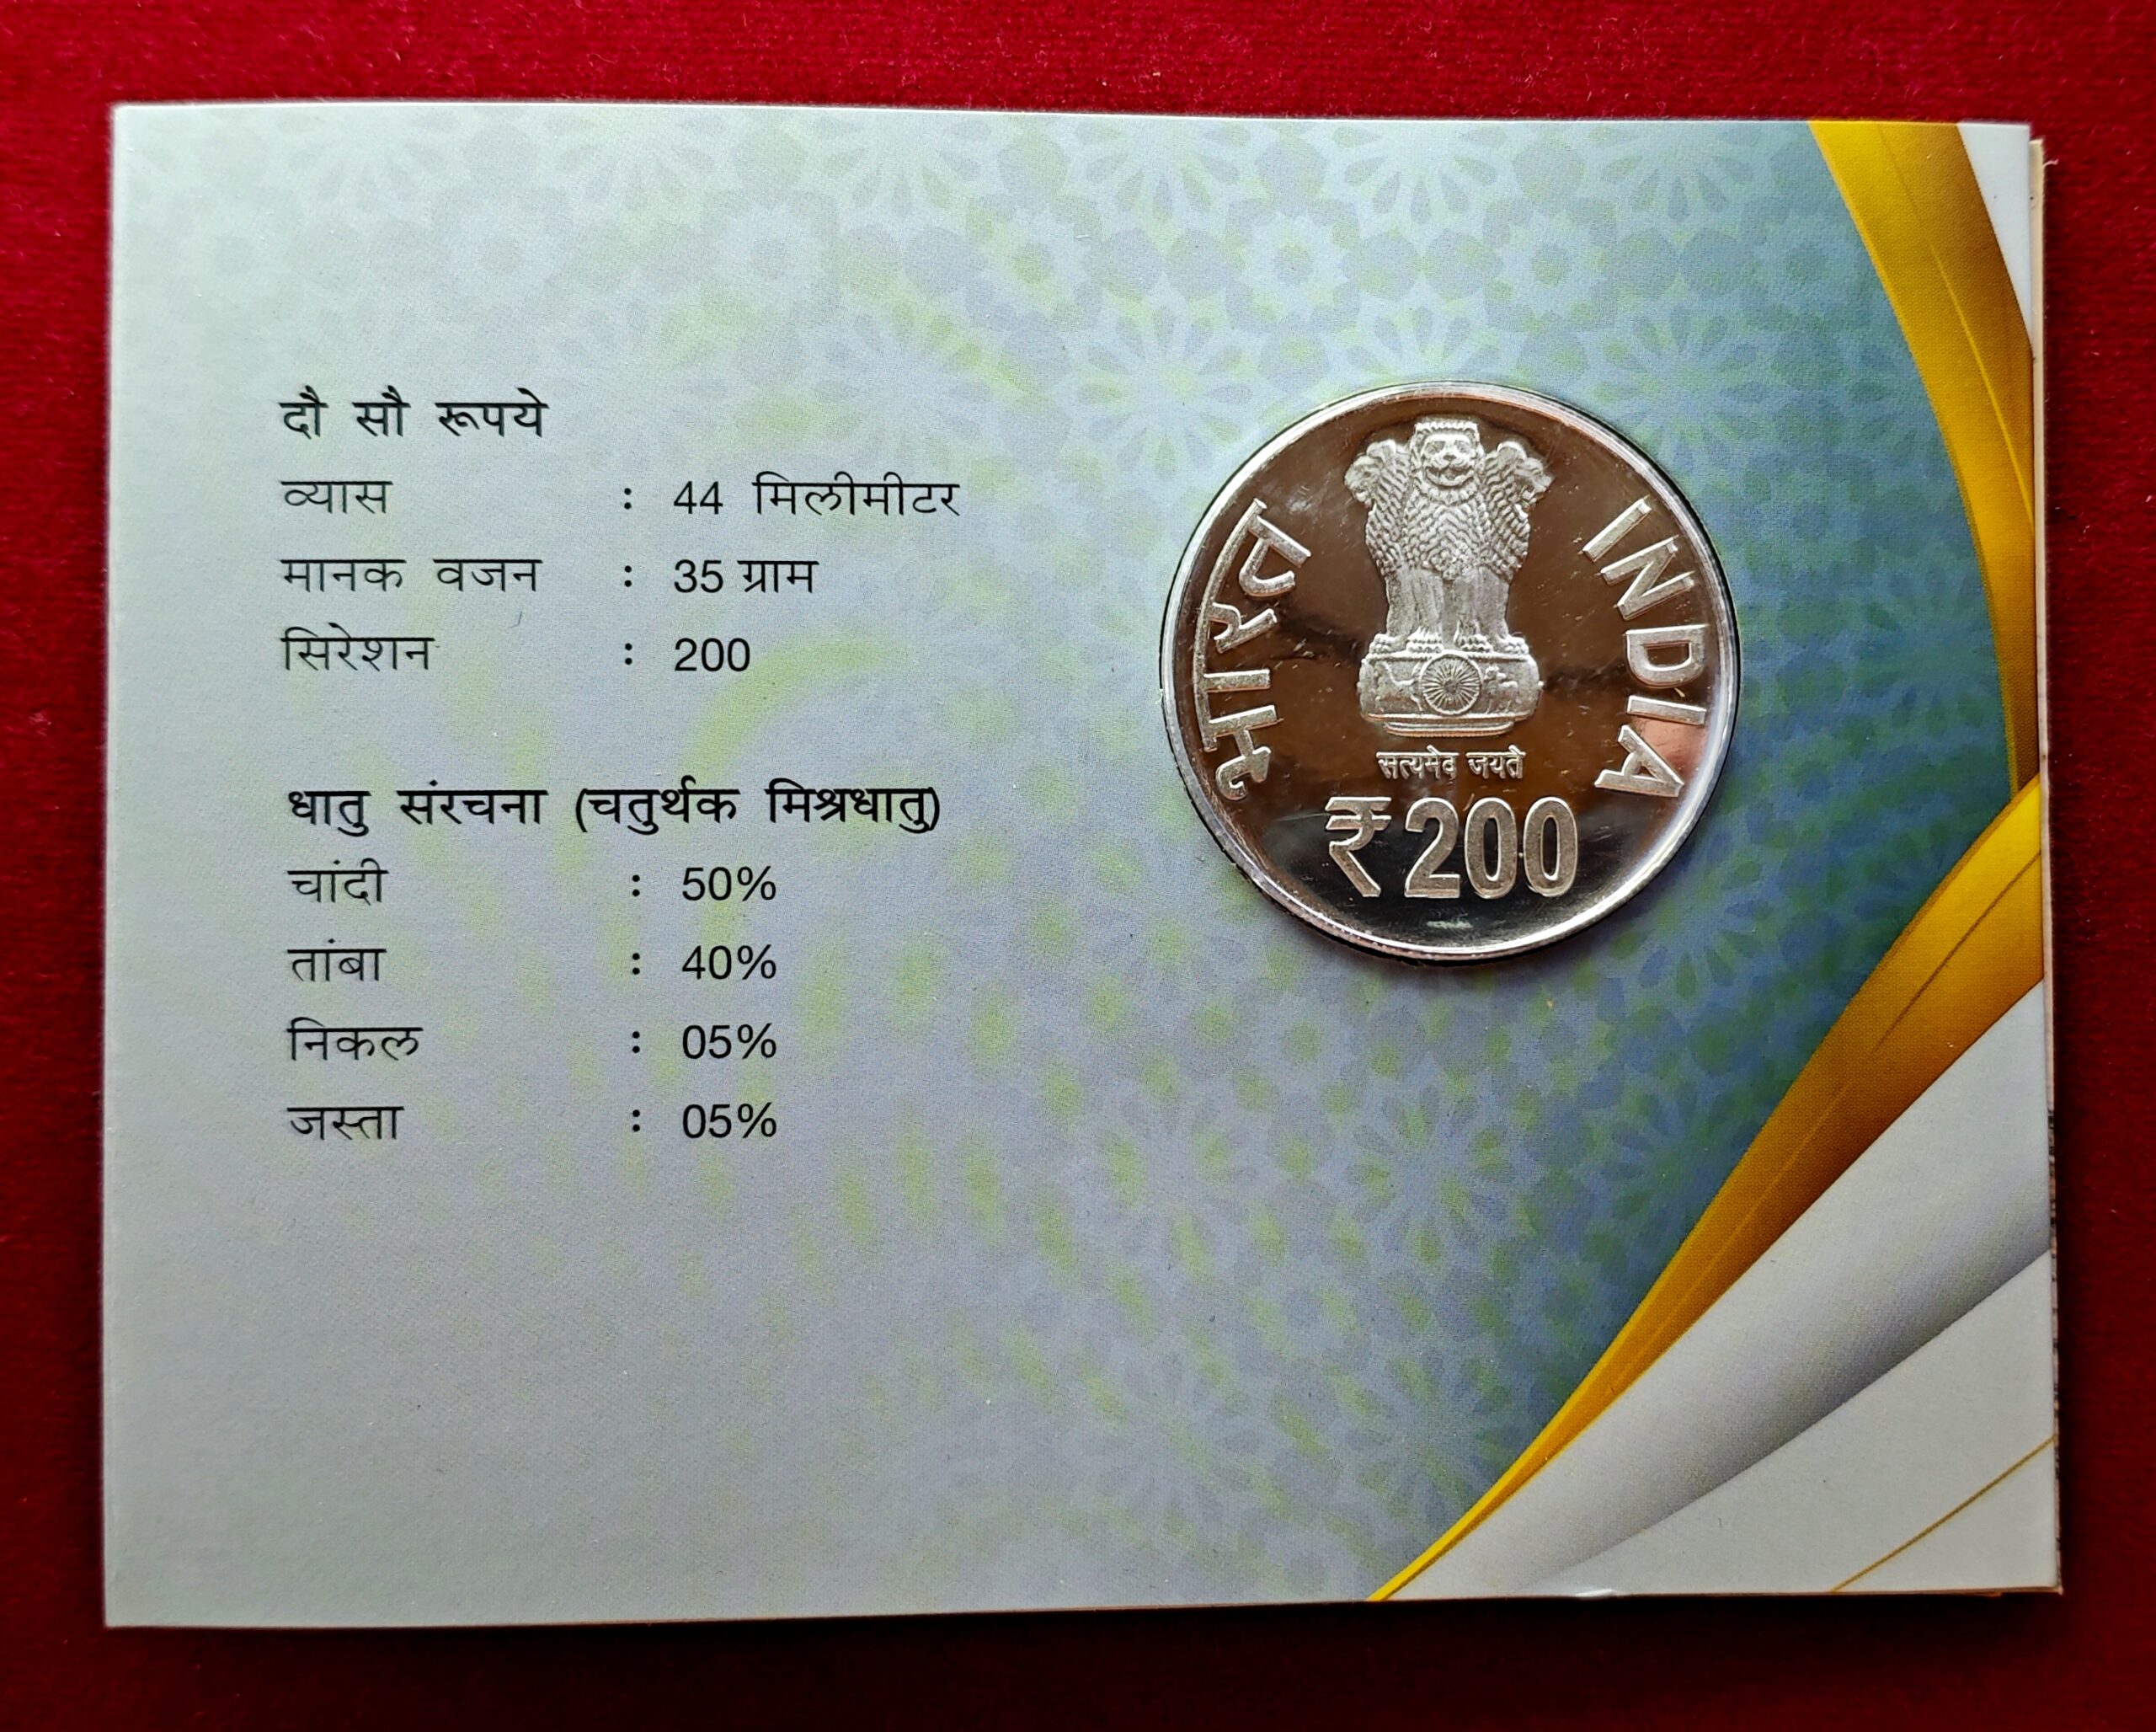 दौ सौ रूपये
व्यास : 44 मिलीमीटर
मानक वजन : 35 ग्राम
सिरेशन : 200
धातु संरचना (चतुर्थक मिश्रधातु)
चांदी : 50%
तांबा : 40%
निकल : 05%
जस्ता : 05%
भारत
INDIA
सत्यमेव जयते
₹200